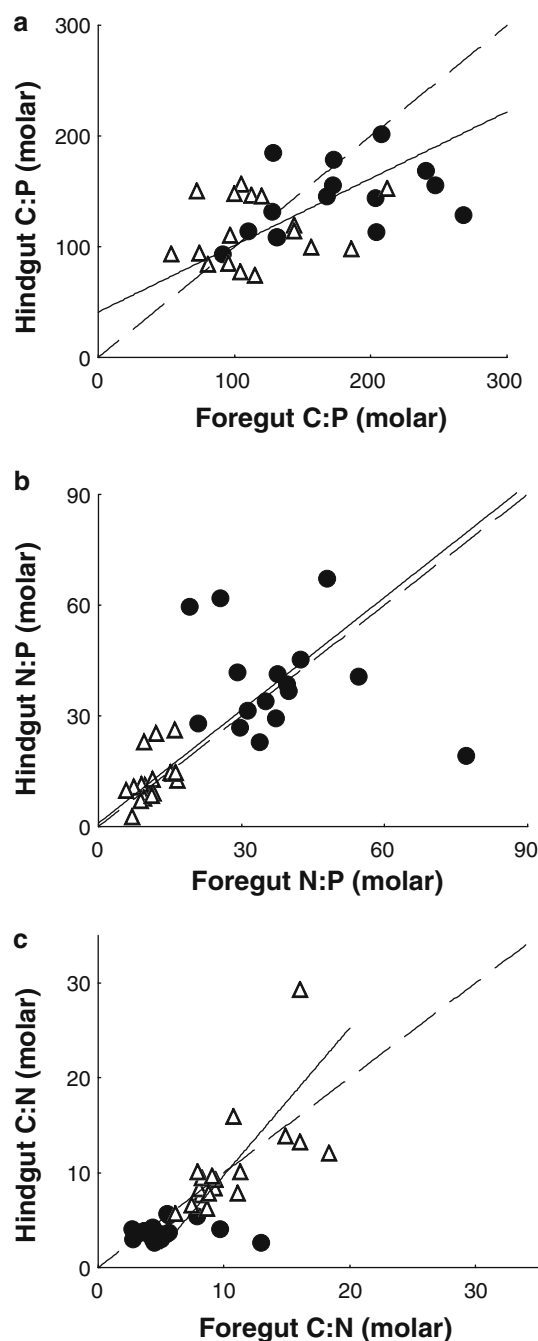 a
300
200
100
0
Hindgut C:P (molar)
0 100 200 300
Foregut C:P (molar)
b
90
60
30
0
Hindgut N:P (molar)
0 30 60 90
Foregut N:P (molar)
c
30
20
10
0
Hindgut C:N (molar)
0 10 20 30
Foregut C:N (molar)